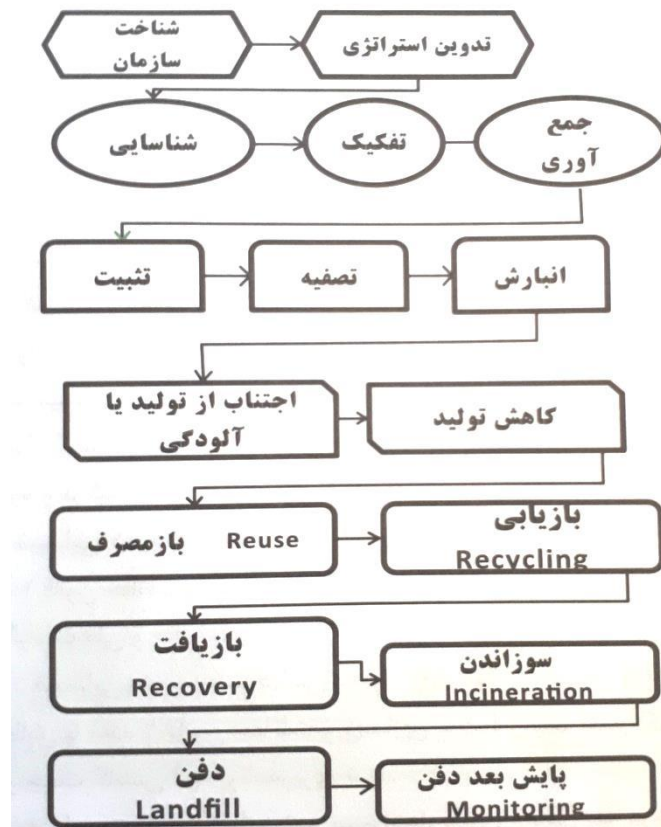 شناخت
سازمان
تدوین استراتژی
شناسایی
تفکیک
جمع
آوری
تثبیت
تصفیه
انبارش
اجتناب از تولید یا
آلودگی
کاهش تولید
بازمصرف Reuse
بازیابی
Recycling
بازیافت
Recovery
سوزاندن
Incineration
دفن
Landfill
پایش بعد دفن
Monitoring